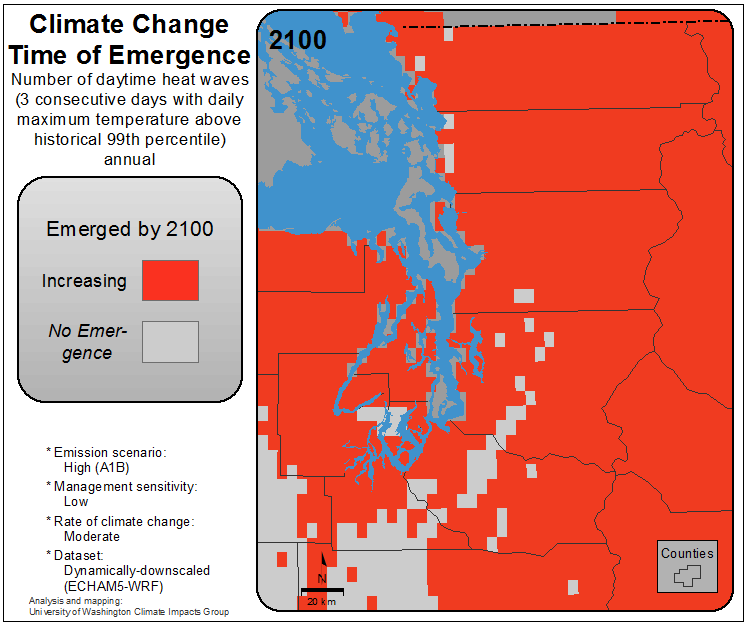 Climate Change
Time of Emergence
Number of daytime heat waves
(3 consecutive days with daily
maximum temperature above
historical 99th percentile)
annual
Emerged by 2100
Increasing
No Emer-
gence
* Emission scenario:
High (A1B)
* Management sensitivity:
Low
* Rate of climate change:
Moderate
* Dataset:
Dynamically-downscaled
(ECHAM5-WRF)
Analysis and mapping:
University of Washington Climate Impacts Group
2100
N
20 km
Counties